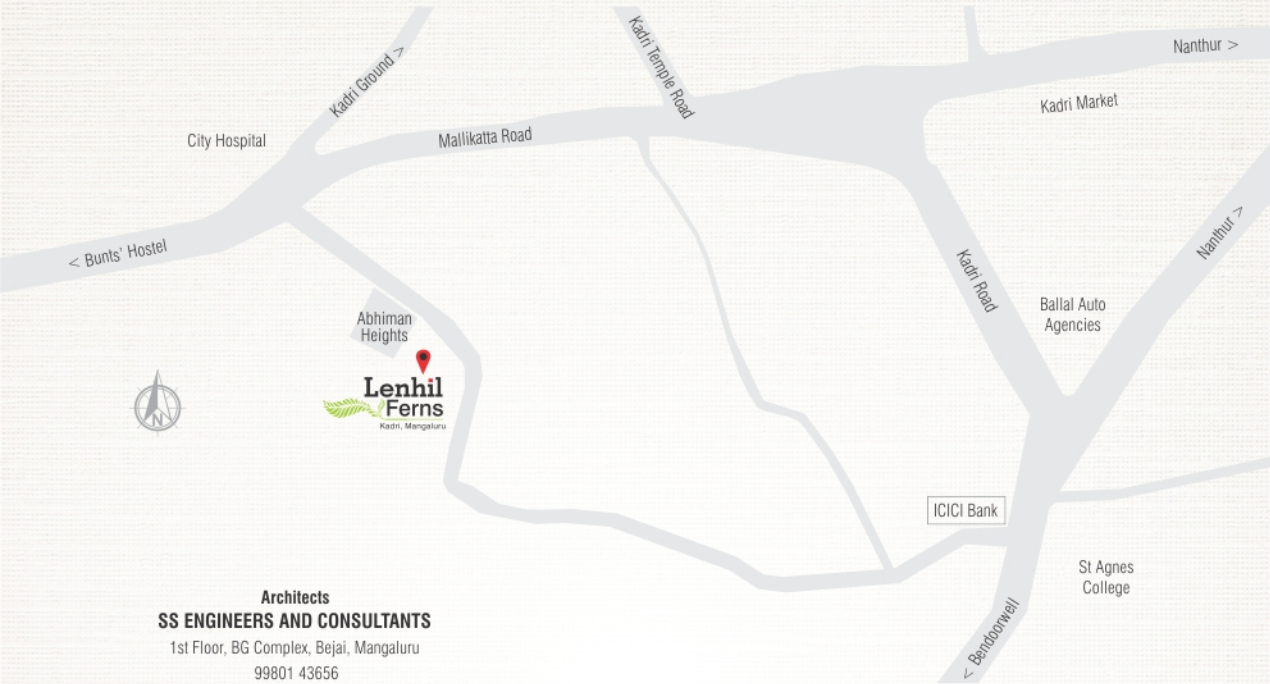 Kadri Ground >
Kadri Temple Road
Nanthur >
Kadri Market
City Hospital
Mallikatta Road
< Bunts' Hostel
Nanthur >
Kadri Road
Ballal Auto
Agencies
Abhiman
Heights
Lenhil
Ferns
Kadri, Mangaluru
N
ICICI Bank
St Agnes
College
< Bendoorwell
Architects
SS ENGINEERS AND CONSULTANTS
1st Floor, BG Complex, Bejai, Mangaluru
99801 43656